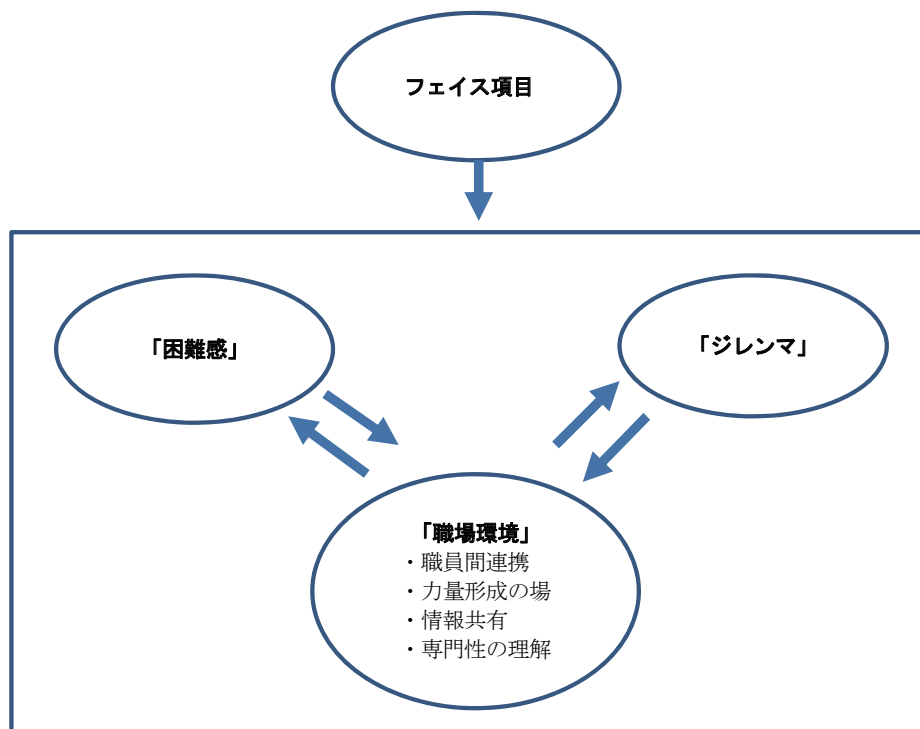 フェイス項目
「困難感」
「ジレンマ」
「職場環境」
・職員間連携
・力量形成の場
・情報共有
・専門性の理解